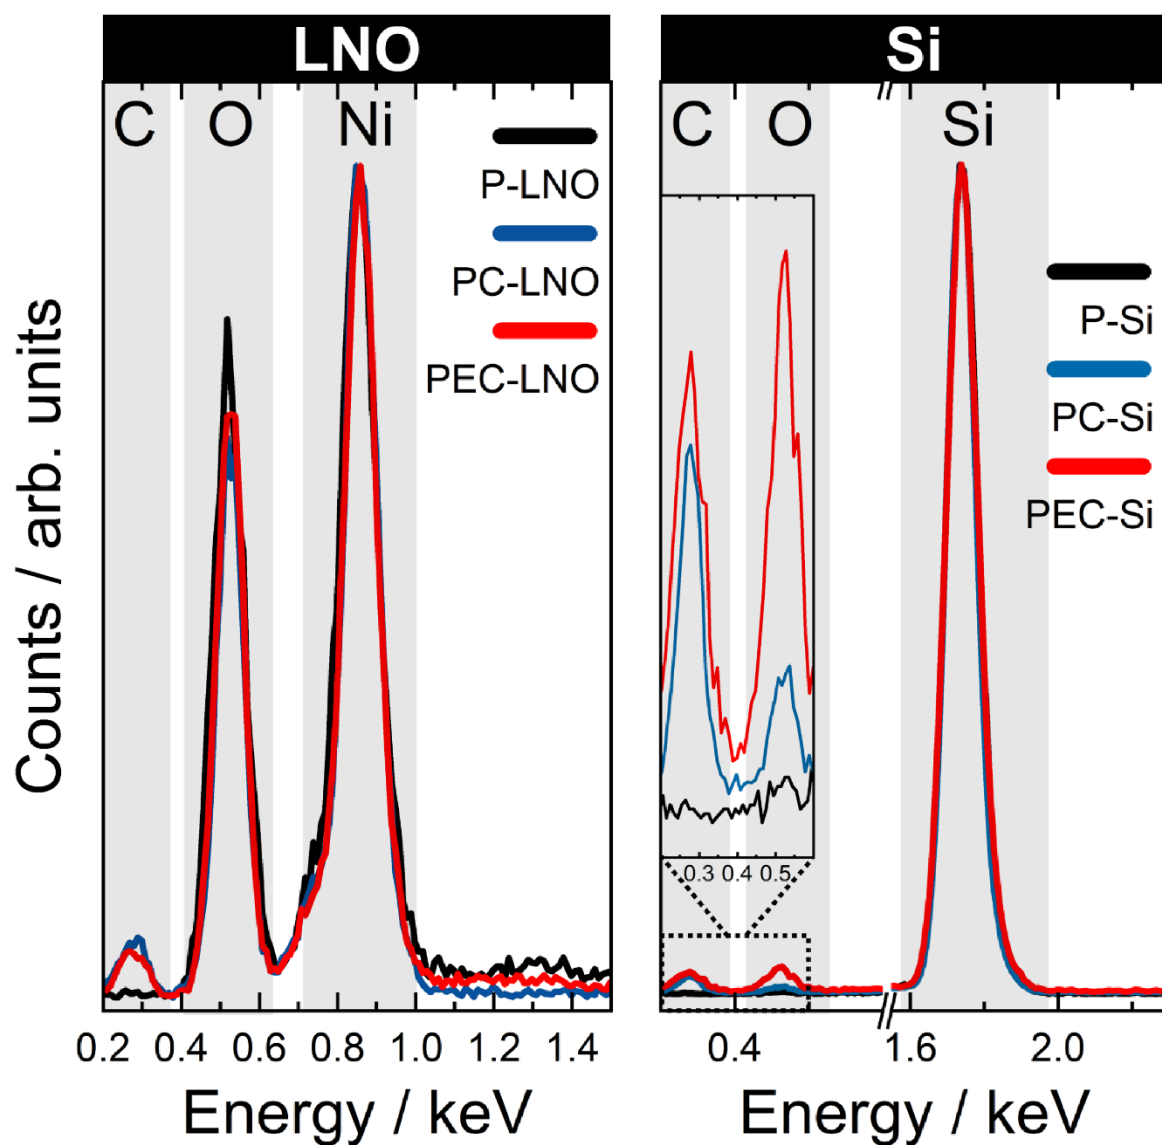 LNO
Si
C O Ni
C O Si
P-LNO
PC-LNO
PEC-LNO
P-Si
PC-Si
PEC-Si
0.3 0.4 0.5
Counts / arb. units
0.2 0.4 0.6 0.8 1.0 1.2 1.4
0.4 1.6 2.0
Energy / keV
Energy / keV